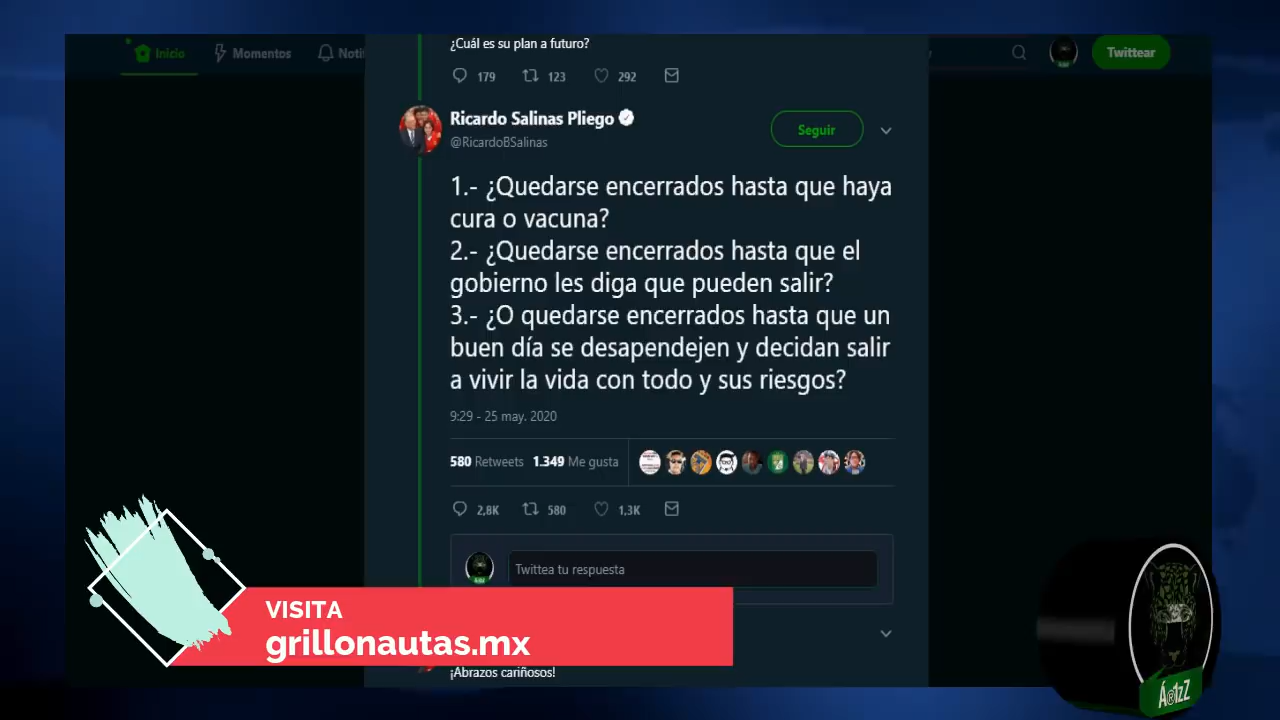 ¿Cuál es su plan a futuro?
Inicio Momentos Noti Twittear
179 123 292
Ricardo Salinas Pliego
@RicardoBSalinas
Seguir
1.- ¿Quedarse encerrados hasta que haya
cura o vacuna?
2.- ¿Quedarse encerrados hasta que el
gobierno les diga que pueden salir?
3.- ¿O quedarse encerrados hasta que un
buen día se desapendejen y decidan salir
a vivir la vida con todo y sus riesgos?
9:29 - 25 may. 2020
580 Retweets 1.349 Me gusta
2,8K 580 1,3K
Twittea tu respuesta
VISITA
grillonautas.mx
¡Abrazos cariñosos!
Á®1zZ